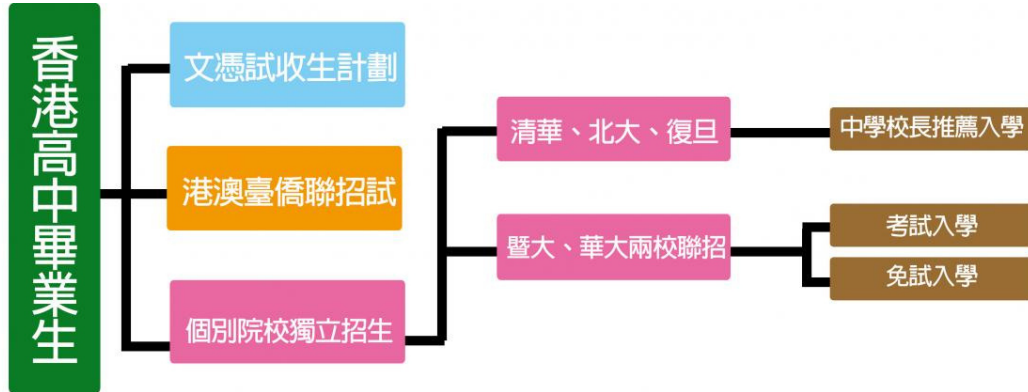 香港高中畢業生
文憑試收生計劃
港澳臺僑聯招試
個別院校獨立招生
清華、北大、復旦
中學校長推薦入學
暨大、華大兩校聯招
考試入學
免試入學